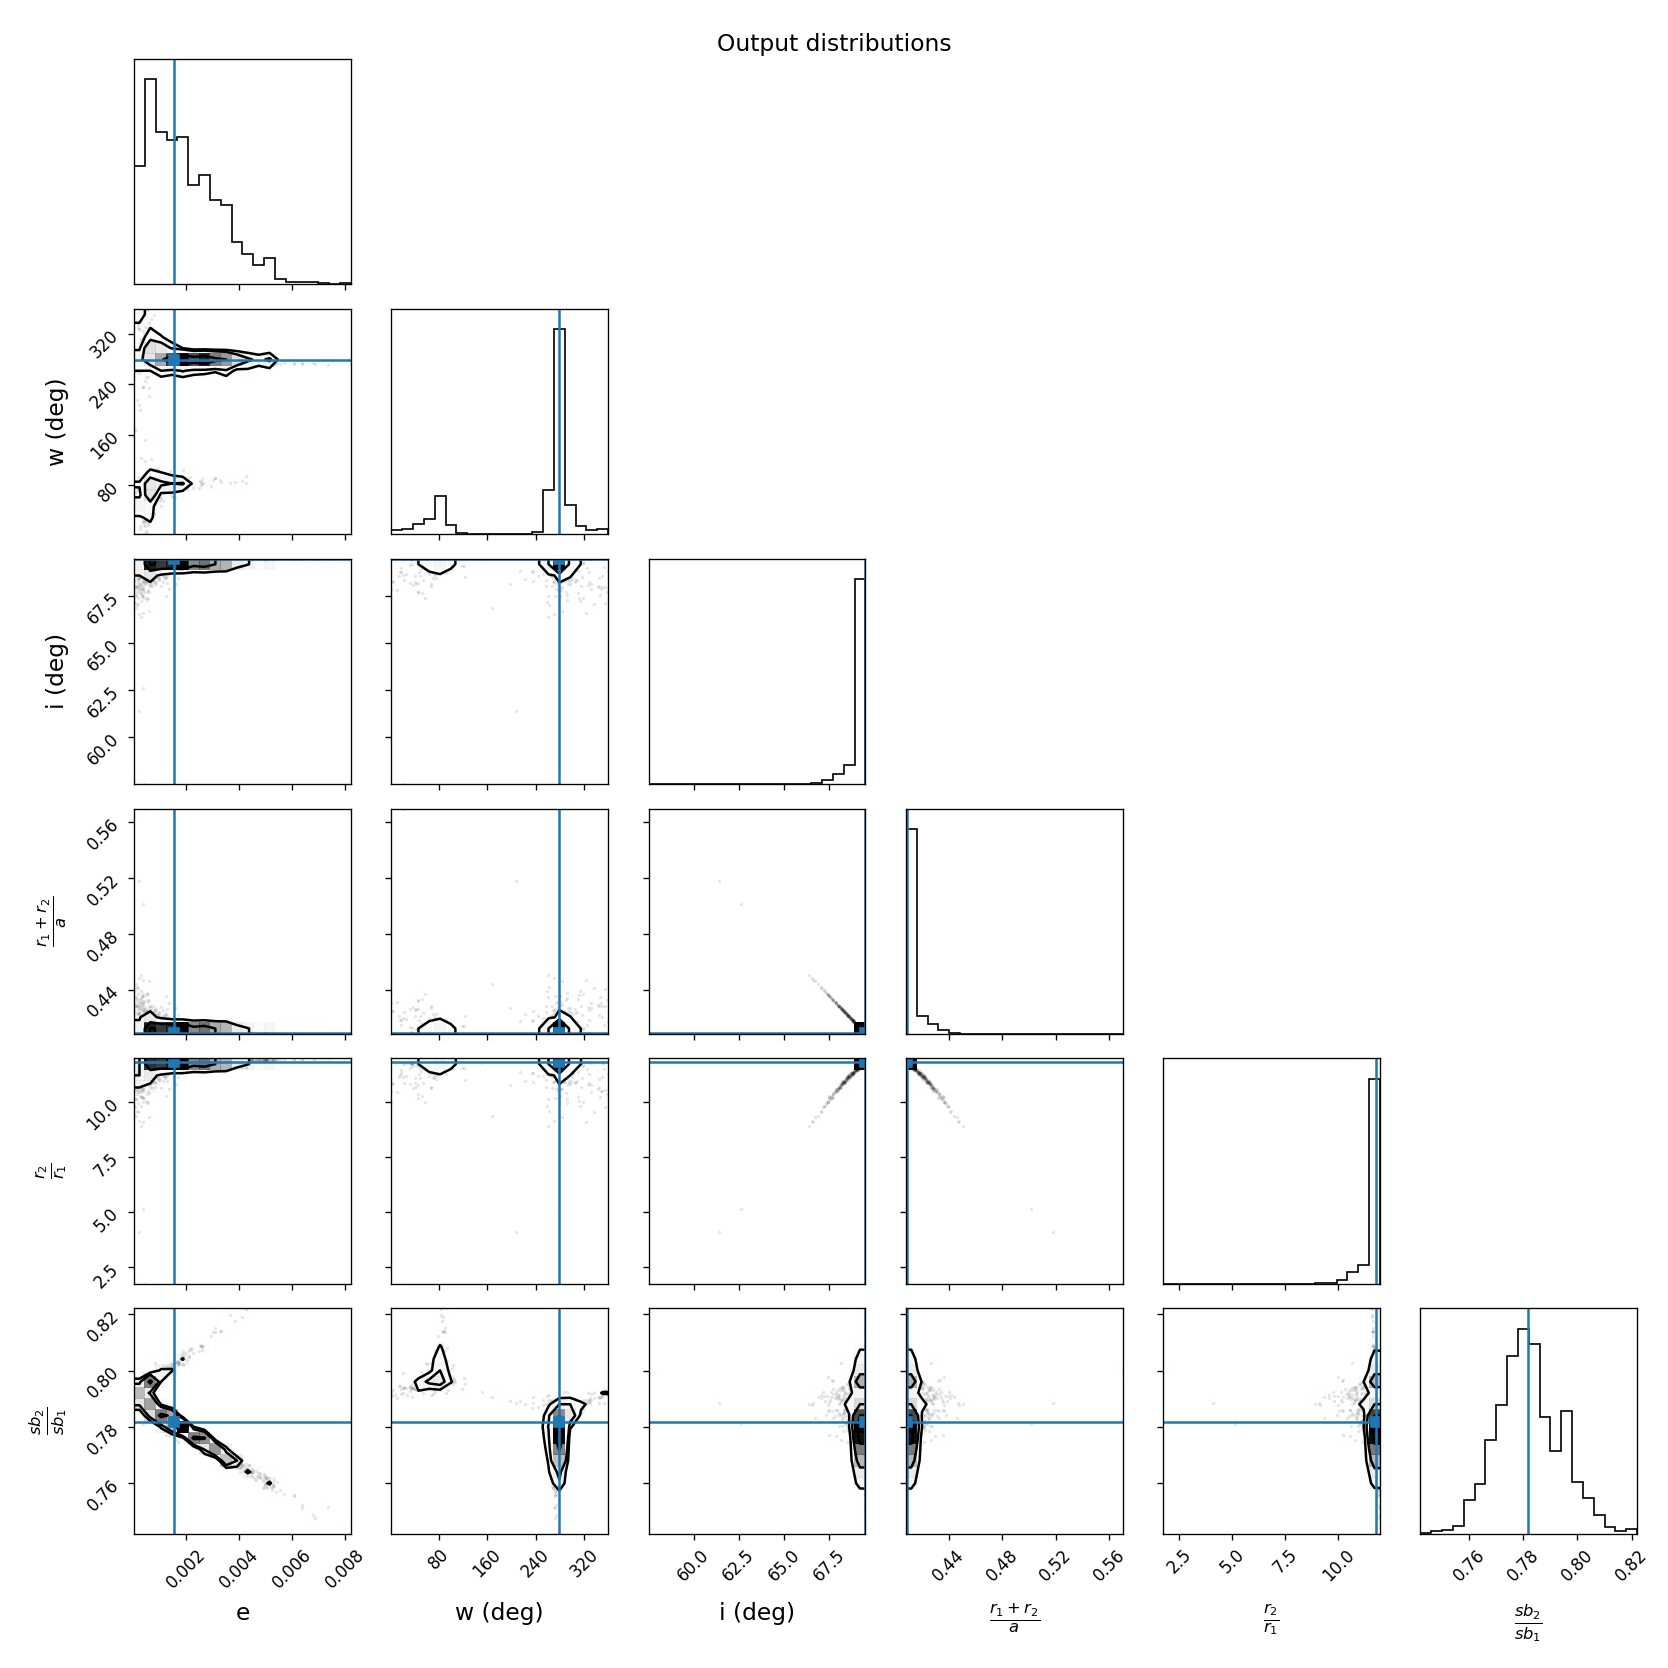 Output distributions
320
240
160
80
w (deg)
67.5
65.0
62.5
60.0
i (deg)
0.56
0.52
0.48
0.44
r₁ + r₂
a
10.0
7.5
5.0
2.5
r₂
r₁
0.82
0.80
0.78
0.76
sb₂
sb₁
0.002 0.004 0.006 0.008 80 160 240 320 60.0 62.5 65.0 67.5 0.44 0.48 0.52 0.56 2.5 5.0 7.5 10.0 0.76 0.78 0.80 0.82
e w (deg) i (deg) r₁ + r₂ r₂ sb₂
a r₁ sb₁